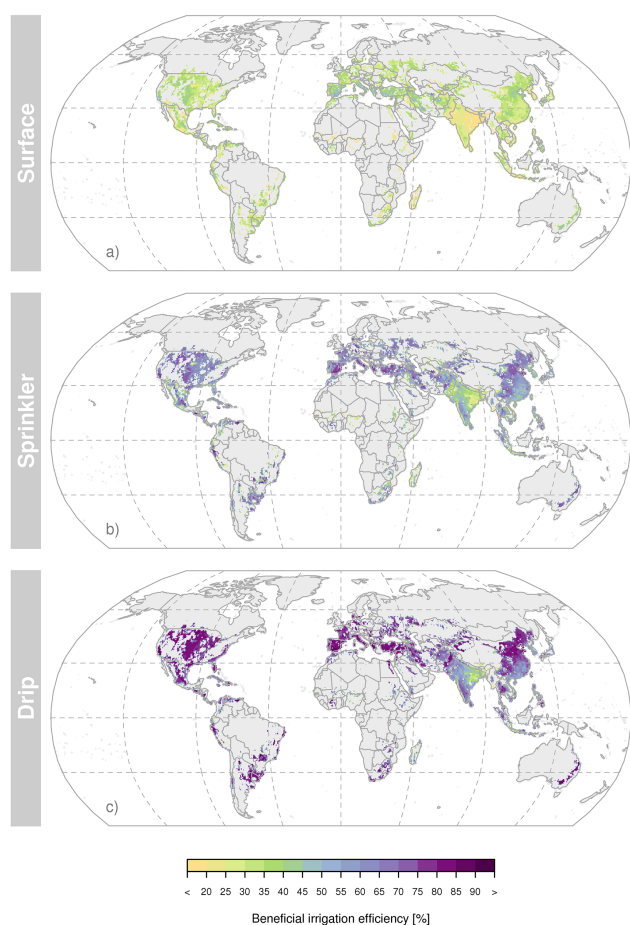 Surface
a)
Sprinkler
b)
Drip
c)
< 20 25 30 35 40 45 50 55 60 65 70 75 80 85 90 >
Beneficial irrigation efficiency [%]